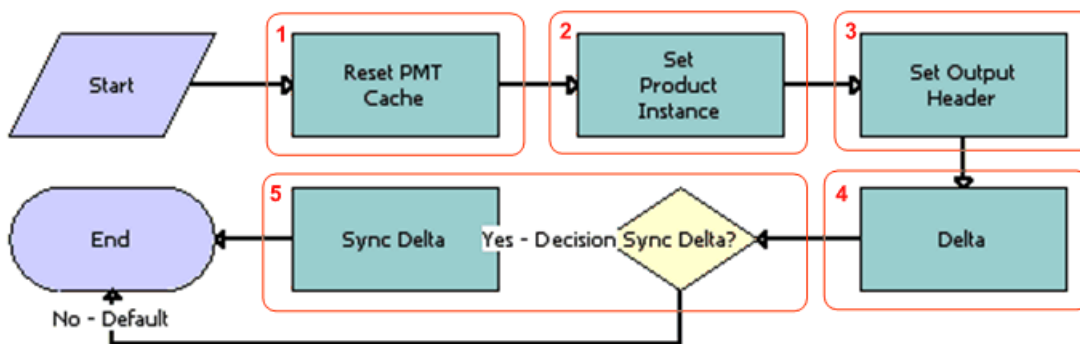 1
2
3
Start
Reset PMT
Cache
Set
Product
Instance
Set Output
Header
5
4
End
Sync Delta
Yes - Decision
Sync Delta?
Delta
No - Default